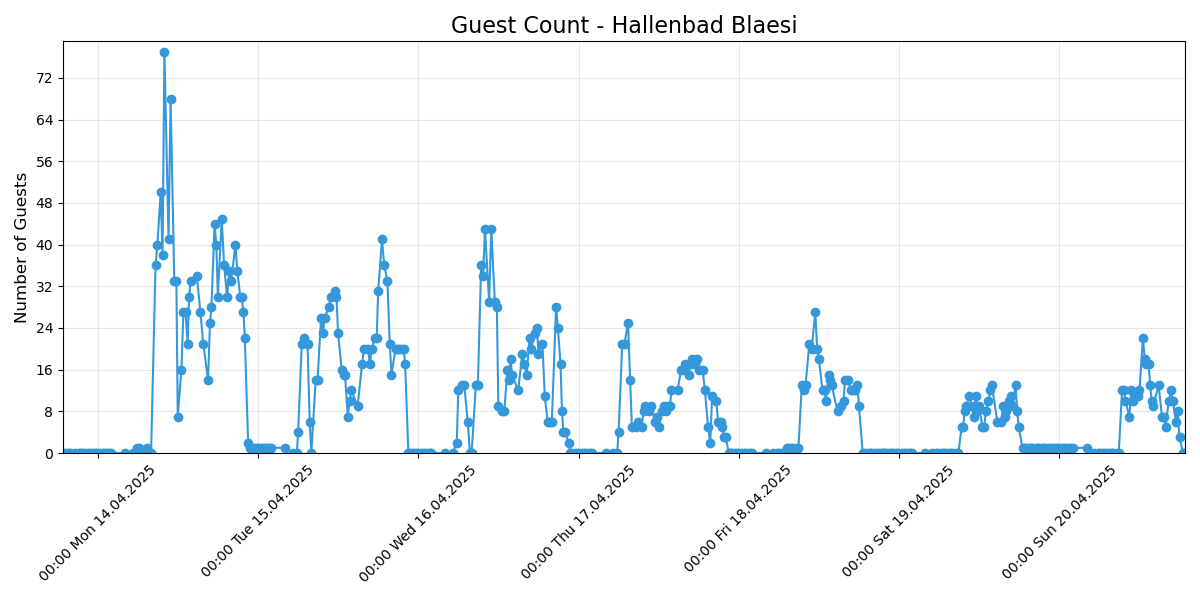 Guest Count - Hallenbad Blaesi
Number of Guests
72
64
56
48
40
32
24
16
8
0
00:00 Mon 14.04.2025
00:00 Tue 15.04.2025
00:00 Wed 16.04.2025
00:00 Thu 17.04.2025
00:00 Fri 18.04.2025
00:00 Sat 19.04.2025
00:00 Sun 20.04.2025